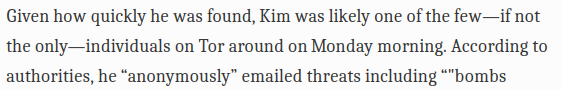 Given how quickly he was found, Kim was likely one of the few—if not
the only—individuals on Tor around on Monday morning. According to
authorities, he “anonymously” emailed threats including “"bombs